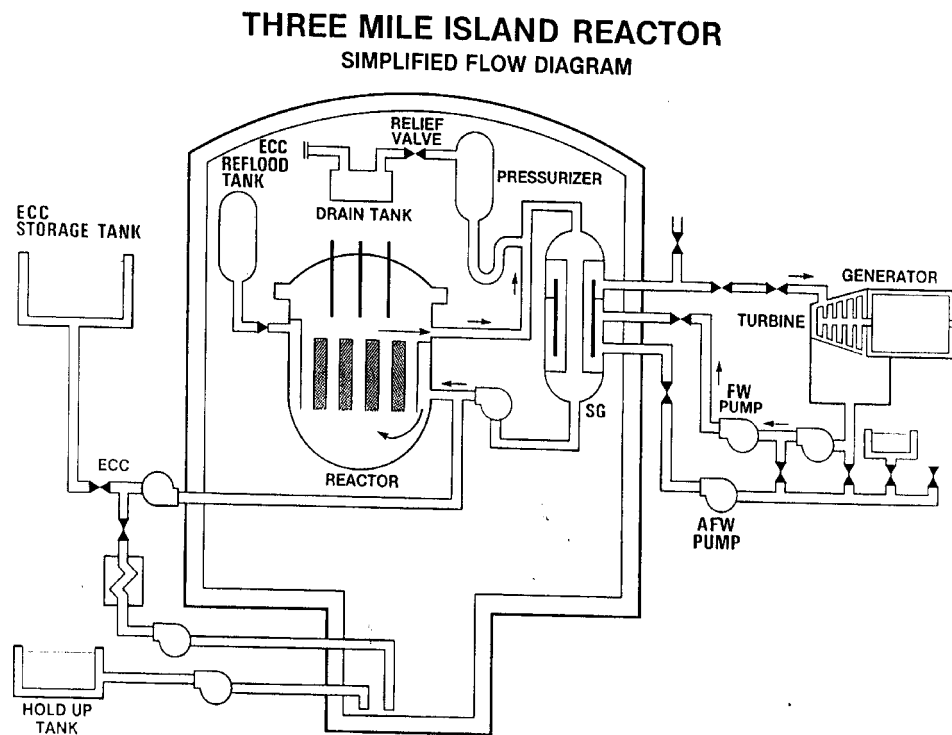 THREE MILE ISLAND REACTOR
SIMPLIFIED FLOW DIAGRAM
RELIEF
VALVE
ECC
REFLOOD
TANK
PRESSURIZER
DRAIN TANK
ECC
STORAGE TANK
GENERATOR
TURBINE
FW
PUMP
SG
ECC
REACTOR
AFW
PUMP
HOLD UP
TANK